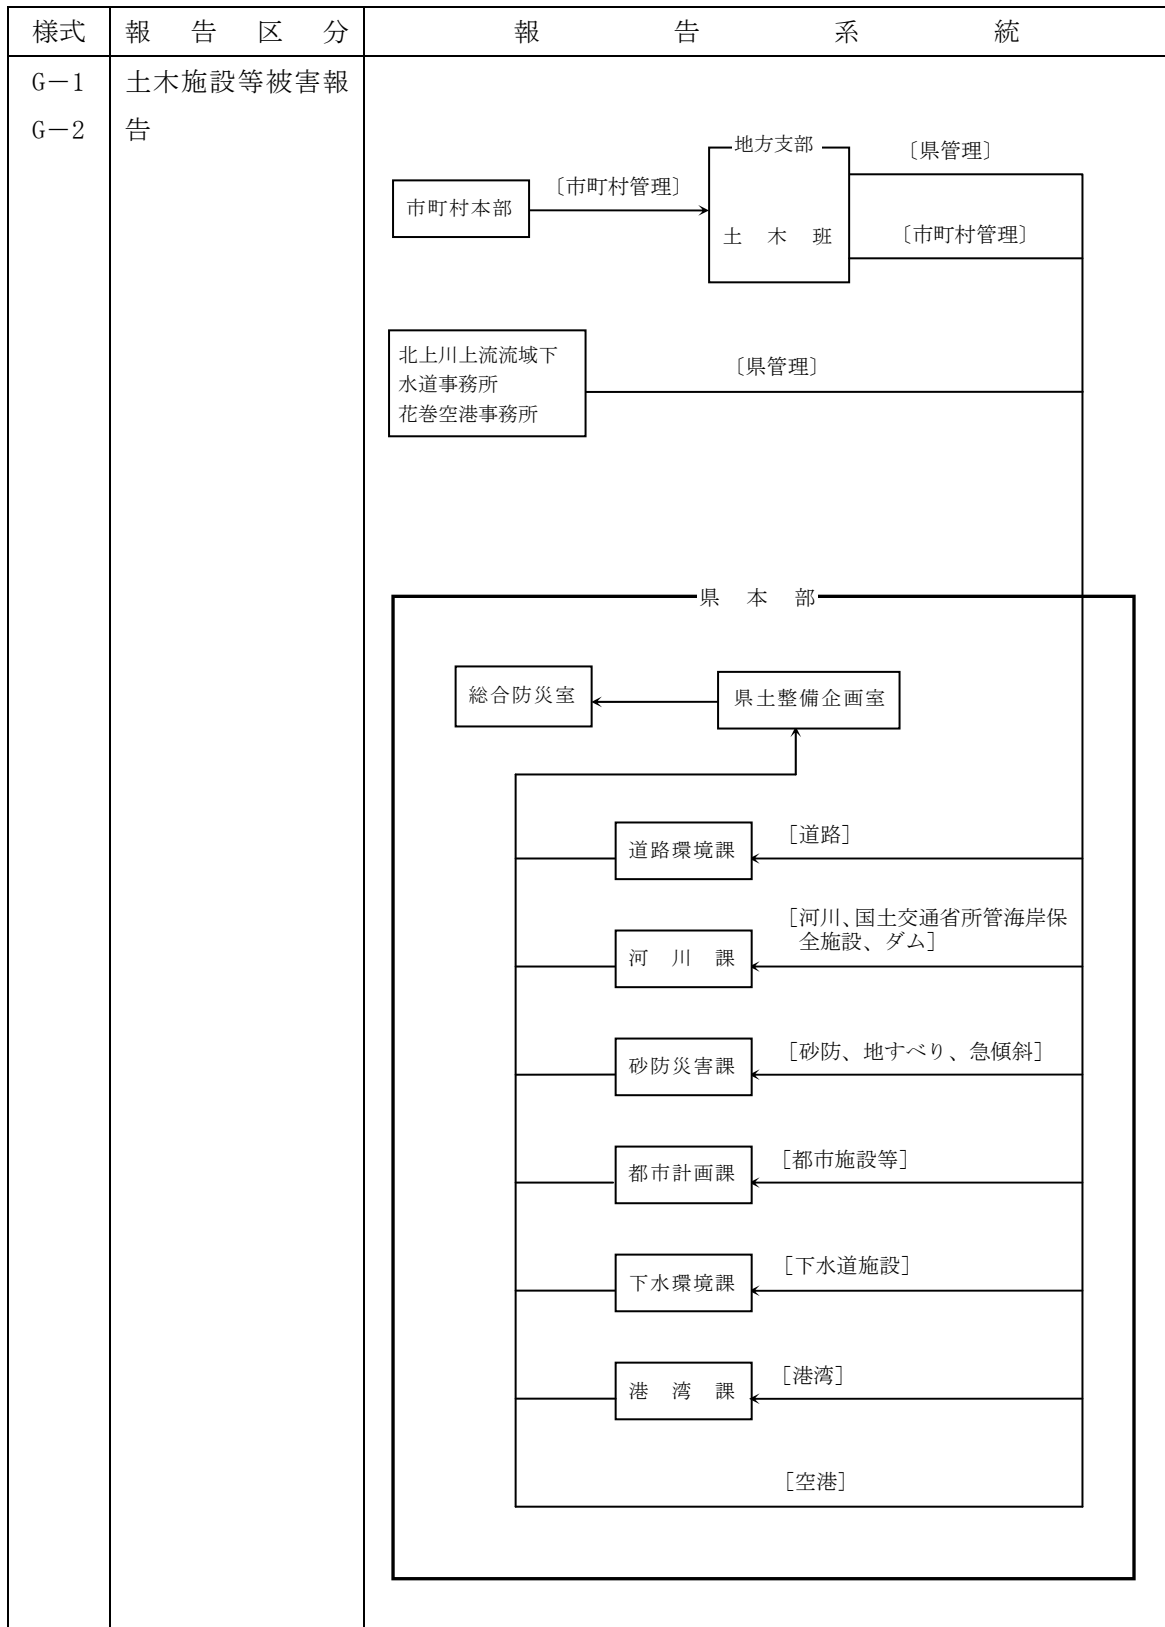 様式 報告区分 報告系統
G－1 土木施設等被害報
G－2 告
地方支部
〔県管理〕
〔市町村管理〕
市町村本部
土木班
〔市町村管理〕
北上川上流流域下
水道事務所
花巻空港事務所
〔県管理〕
県本部
総合防災室
県土整備企画室
道路環境課
［道路］
［河川、国土交通省所管海岸保
全施設、ダム］
河川課
［砂防、地すべり、急傾斜］
砂防災害課
［都市施設等］
都市計画課
［下水道施設］
下水環境課
［港湾］
港湾課
［空港］